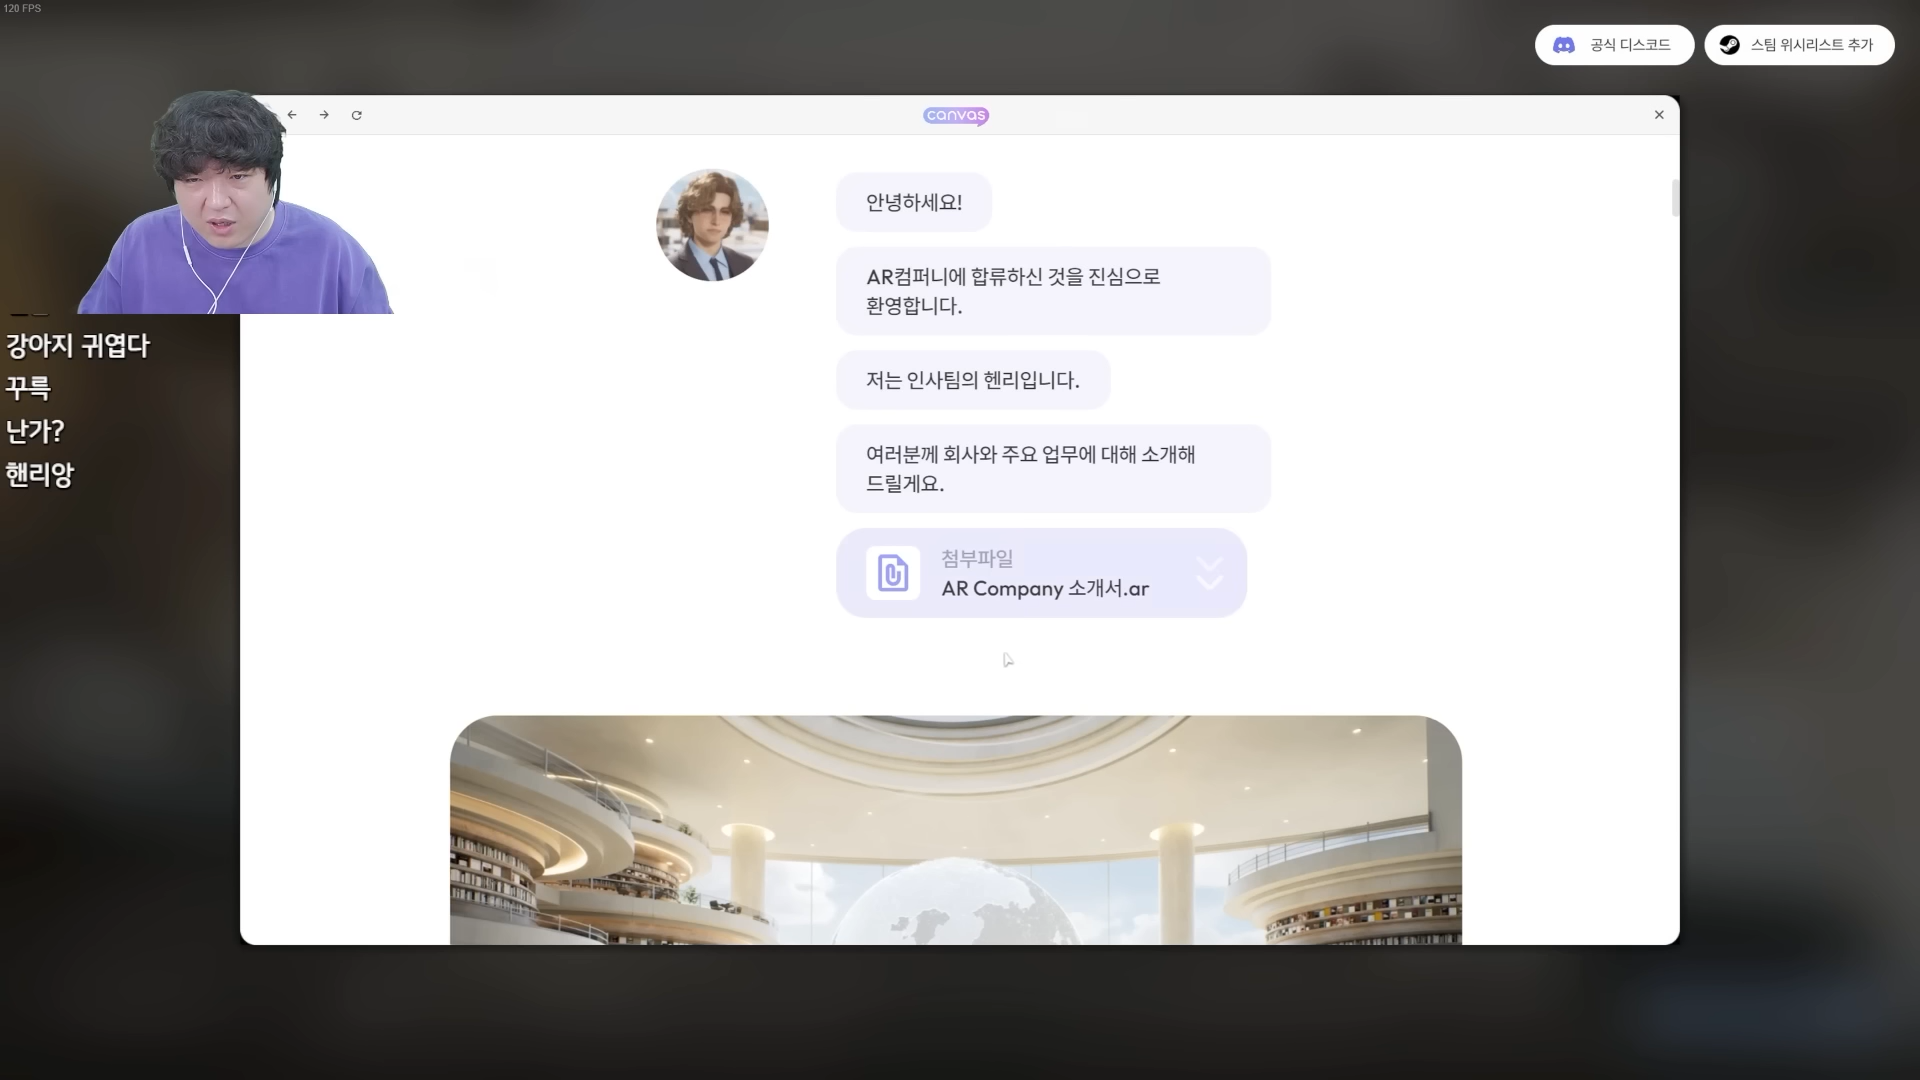 120 FPS
공식 디스코드
스팀 위시리스트 추가
canvas
안녕하세요!
AR컴퍼니에 합류하신 것을 진심으로
환영합니다.
저는 인사팀의 헨리입니다.
여러분께 회사와 주요 업무에 대해 소개해
드릴게요.
첨부파일
AR Company 소개서.ar
강아지 귀엽다
꾸륵
난가?
핸리앙